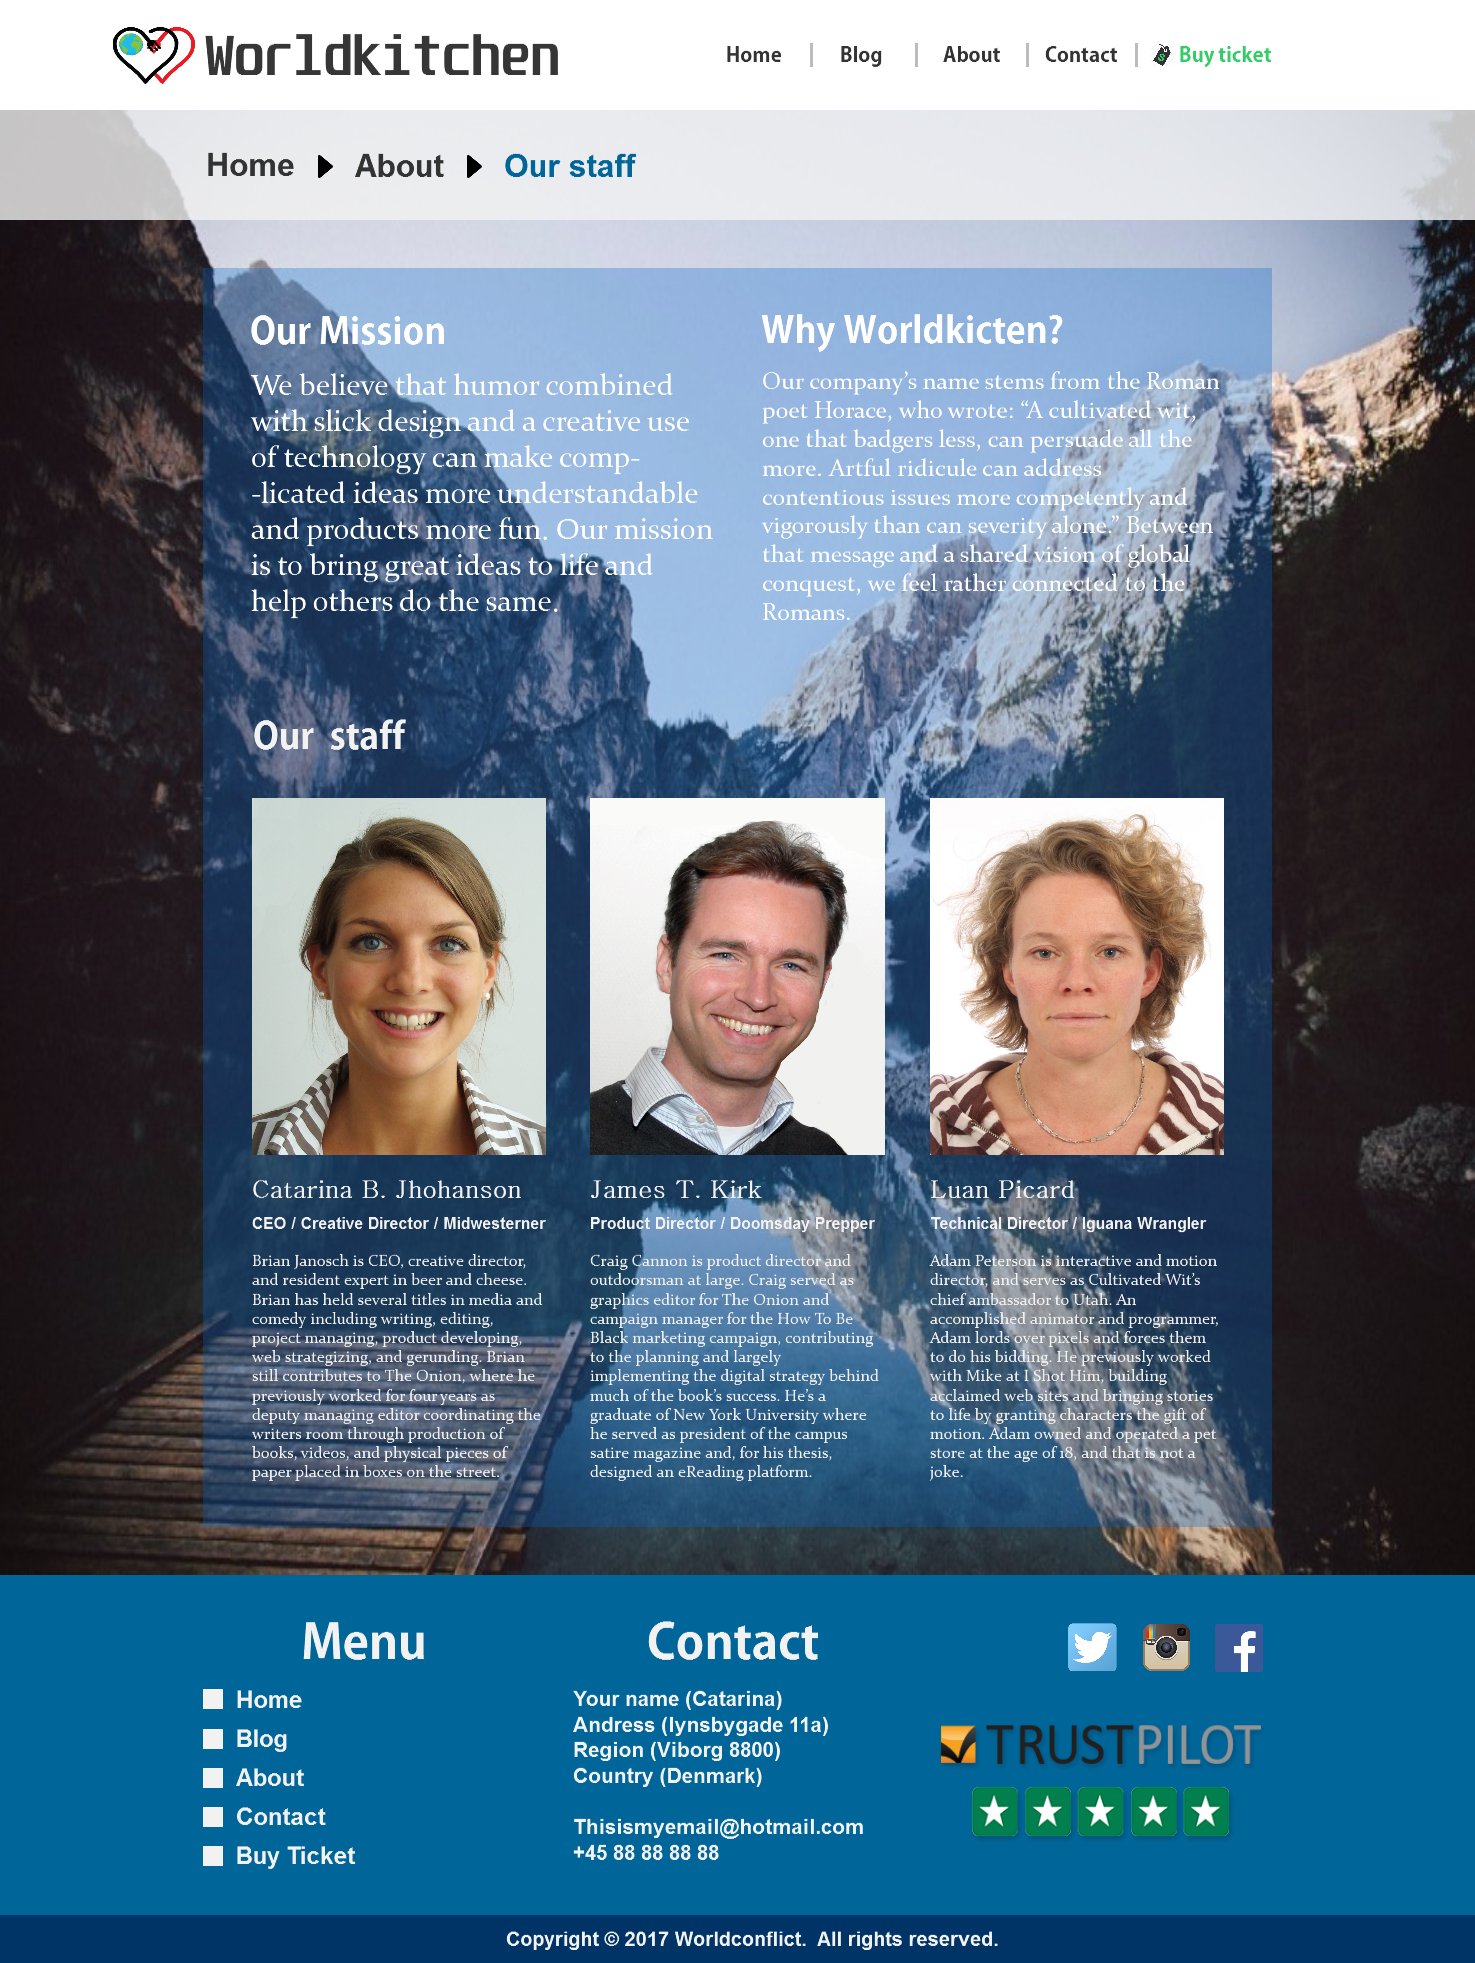 Worldkitchen
Home
Blog
About
Contact
Buy ticket
Home
About
Our staff
Our Mission
We believe that humor combined
with slick design and a creative use
of technology can make comp-
-licated ideas more understandable
and products more fun. Our mission
is to bring great ideas to life and
help others do the same.
Why Worldkicten?
Our company's name stems from the Roman
poet Horace, who wrote: “A cultivated wit,
one that badgers less, can persuade all the
more. Artful ridicule can address
contentious issues more competently and
vigorously than can severity alone.” Between
that message and a shared vision of global
conquest, we feel rather connected to the
Romans.
Our staff
Catarina B. Jhohanson
CEO / Creative Director / Midwesterner
Brian Janosch is CEO, creative director,
and resident expert in beer and cheese.
Brian has held several titles in media and
comedy including writing, editing,
project managing, product developing,
web strategizing, and gerunding. Brian
still contributes to The Onion, where he
previously worked for four years as
deputy managing editor coordinating the
writers room through production of
books, videos, and physical pieces of
paper placed in boxes on the street.
James T. Kirk
Product Director / Doomsday Prepper
Craig Cannon is product director and
outdoorsman at large. Craig served as
graphics editor for The Onion and
campaign manager for the How To Be
Black marketing campaign, contributing
to the planning and largely
implementing the digital strategy behind
much of the book's success. He's a
graduate of New York University where
he served as president of the campus
satire magazine and, for his thesis,
designed an eReading platform.
Luan Picard
Technical Director / Iguana Wrangler
Adam Peterson is interactive and motion
director, and serves as Cultivated Wit's
chief ambassador to Utah. An
accomplished animator and programmer,
Adam lords over pixels and forces them
to do his bidding. He previously worked
with Mike at I Shot Him, building
acclaimed web sites and bringing stories
to life by granting characters the gift of
motion. Adam owned and operated a pet
store at the age of 18, and that is not a
joke.
Menu
Home
Blog
About
Contact
Buy Ticket
Contact
Your name (Catarina)
Andress (lynsbygade 11a)
Region (Viborg 8800)
Country (Denmark)
Thisismyemail@hotmail.com
+45 88 88 88 88
TRUSTPILOT
Copyright © 2017 Worldconflict. All rights reserved.